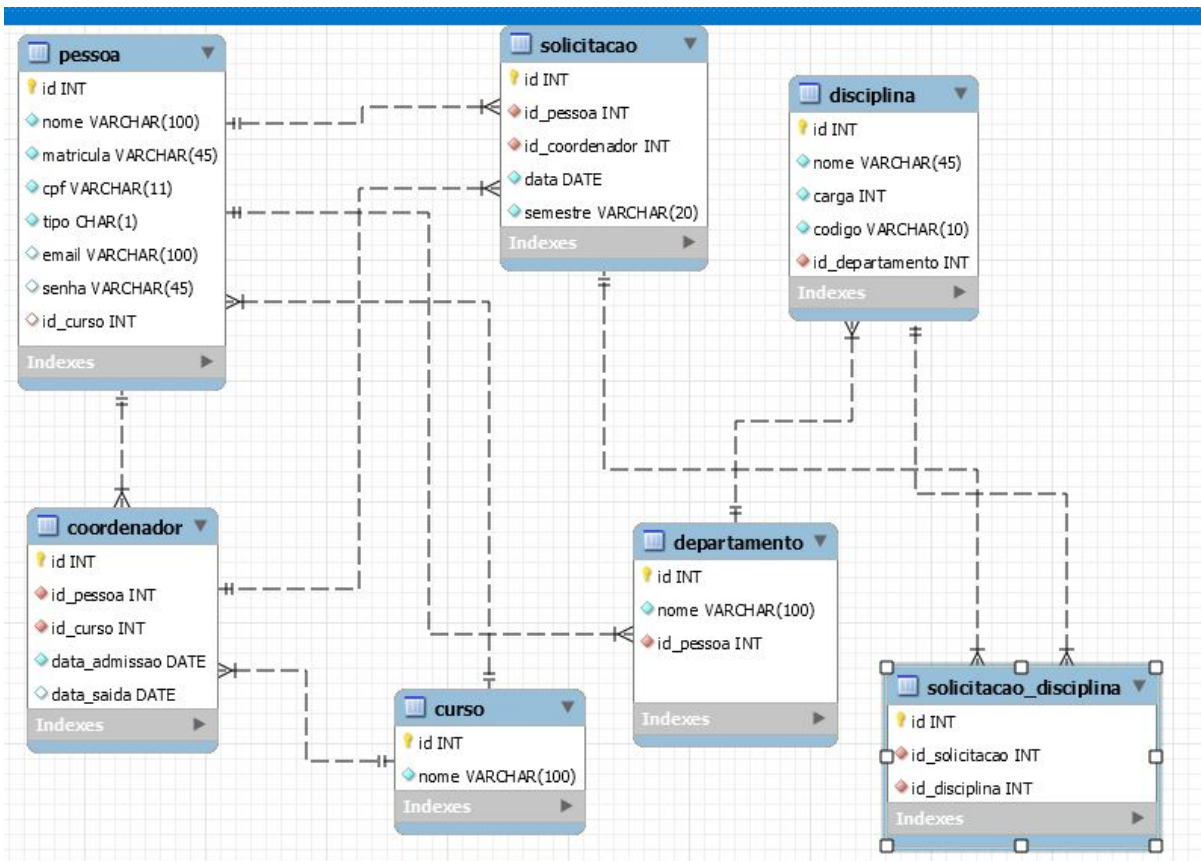 pessoa
id INT
nome VARCHAR(100)
matricula VARCHAR(45)
cpf VARCHAR(11)
tipo CHAR(1)
email VARCHAR(100)
senha VARCHAR(45)
id_curso INT
Indexes
solicitacao
id INT
id_pessoa INT
id_coordenador INT
data DATE
semestre VARCHAR(20)
Indexes
disciplina
id INT
nome VARCHAR(45)
carga INT
codigo VARCHAR(10)
id_departamento INT
Indexes
coordenador
id INT
id_pessoa INT
id_curso INT
data_admissao DATE
data_saida DATE
Indexes
curso
id INT
nome VARCHAR(100)
Indexes
departamento
id INT
nome VARCHAR(100)
id_pessoa INT
Indexes
solicitacao_disciplina
id INT
id_solicitacao INT
id_disciplina INT
Indexes